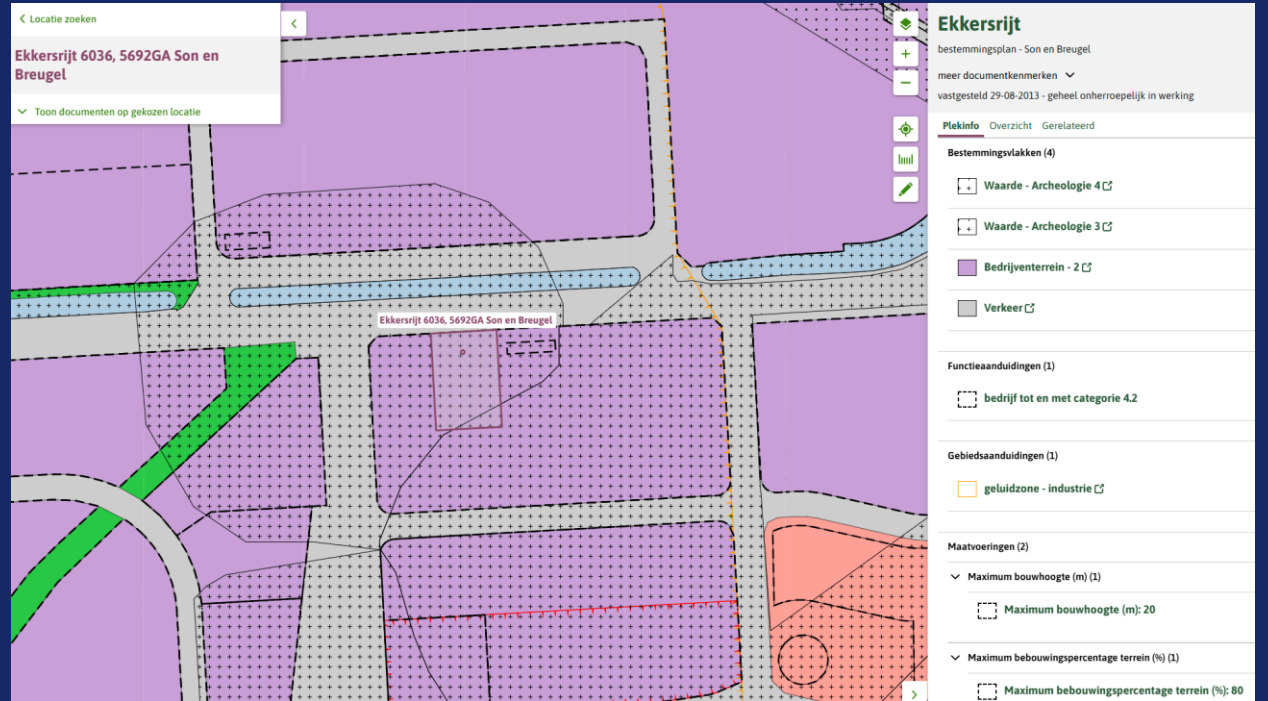 Locatie zoeken
Ekkersrijt 6036, 5692GA Son en
Breugel
Toon documenten op gekozen locatie
Ekkersrijt 6036, 5692GA Son en Breugel
Ekkersrijt
bestemmingsplan - Son en Breugel
meer documentkenmerken
vastgesteld 29-08-2013 - geheel onherroepelijk in werking
Plekinfo Overzicht Gerelateerd
Bestemmingsvlakken (4)
Waarde - Archeologie 4
Waarde - Archeologie 3
Bedrijventerrein - 2
Verkeer
Functieaanduidingen (1)
bedrijf tot en met categorie 4.2
Gebiedsaanduidingen (1)
geluidzone - industrie
Maatvoeringen (2)
Maximum bouwhoogte (m) (1)
Maximum bouwhoogte (m): 20
Maximum bebouwingspercentage terrein (%) (1)
Maximum bebouwingspercentage terrein (%): 80